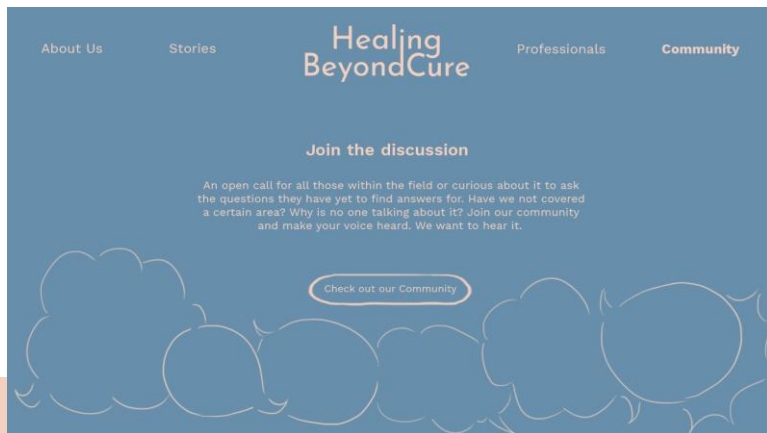 About Us
Stories
Healing
BeyondCure
Professionals
Community
Join the discussion
An open call for all those within the field or curious about it to ask
the questions they have yet to find answers for. Have we not covered
a certain area? Why is no one talking about it? Join our community
and make your voice heard. We want to hear it.
Check out our Community